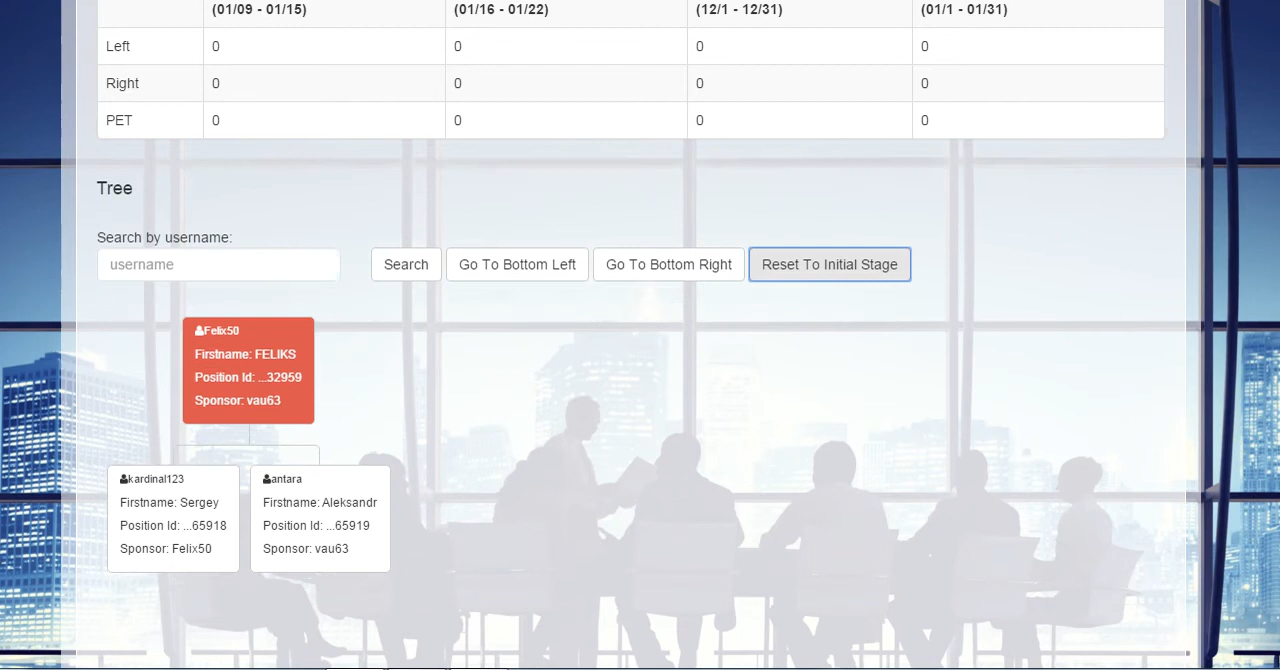 (01/09 - 01/15) (01/16 - 01/22) (12/1 - 12/31) (01/1 - 01/31)
Left 0 0 0 0
Right 0 0 0 0
PET 0 0 0 0
Tree
Search by username:
username Search Go To Bottom Left Go To Bottom Right Reset To Initial Stage
Felix50
Firstname: FELIKS
Position Id: ...32959
Sponsor: vau63
kardinal123
Firstname: Sergey
Position Id: ...65918
Sponsor: Felix50
antara
Firstname: Aleksandr
Position Id: ...65919
Sponsor: vau63